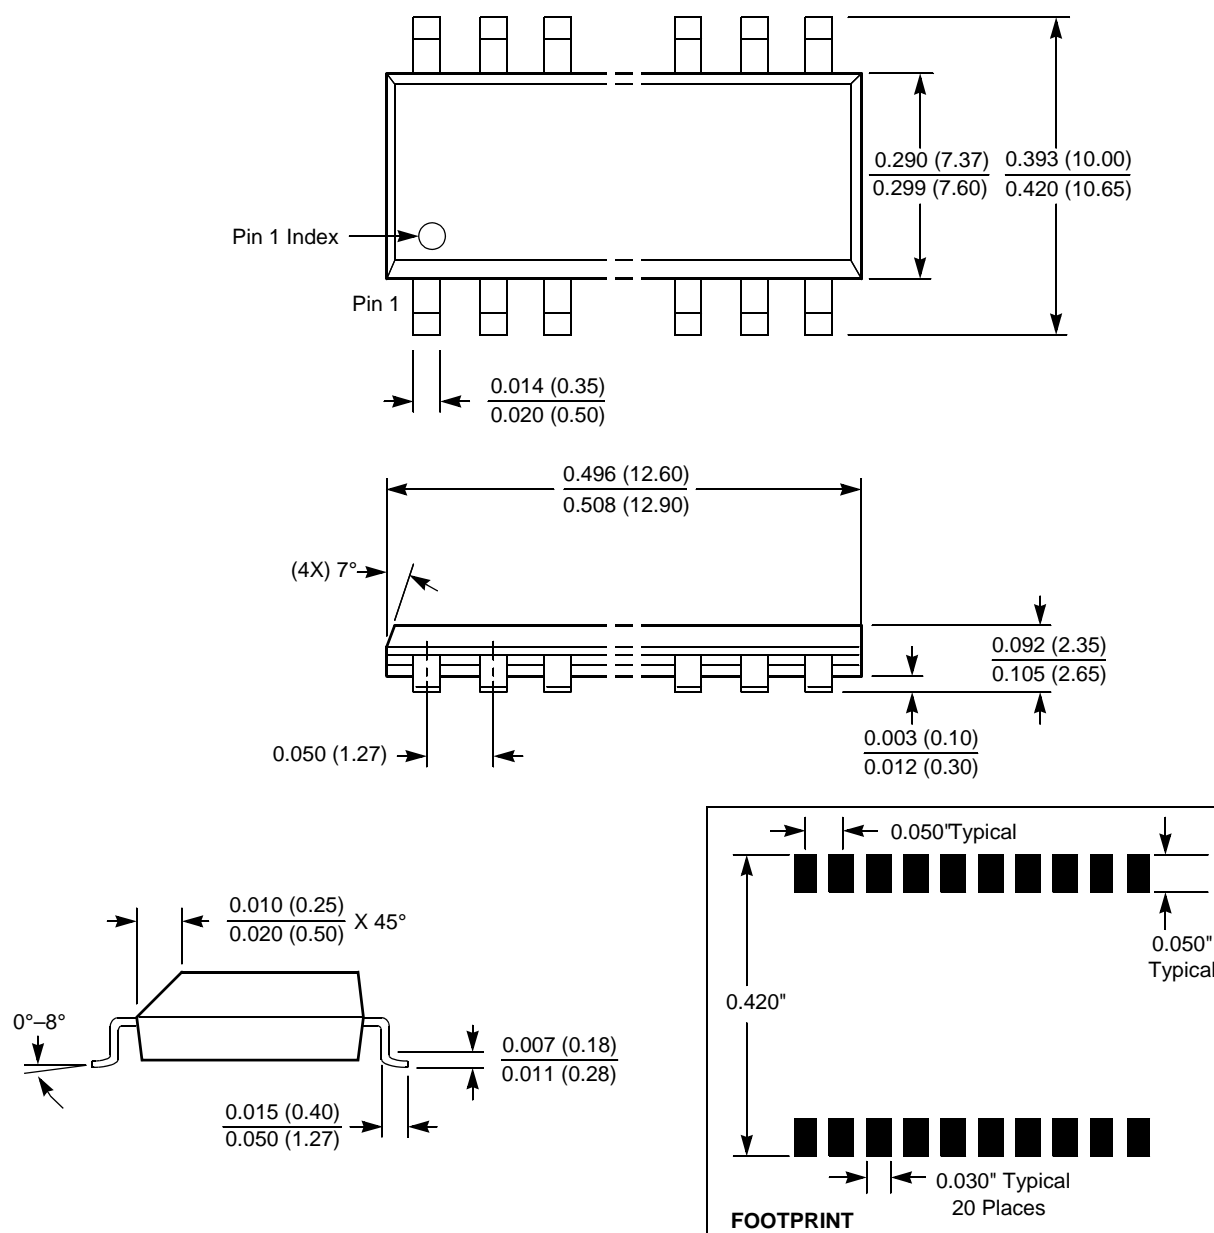 0.290 (7.37)
0.299 (7.60)
0.393 (10.00)
0.420 (10.65)
Pin 1 Index
Pin 1
0.014 (0.35)
0.020 (0.50)
0.496 (12.60)
0.508 (12.90)
(4X) 7°
0.092 (2.35)
0.105 (2.65)
0.050 (1.27)
0.003 (0.10)
0.012 (0.30)
0.010 (0.25)
0.020 (0.50)
X 45°
0°–8°
0.007 (0.18)
0.011 (0.28)
0.015 (0.40)
0.050 (1.27)
0.050"Typical
0.050"
Typical
0.420"
0.030" Typical
20 Places
FOOTPRINT